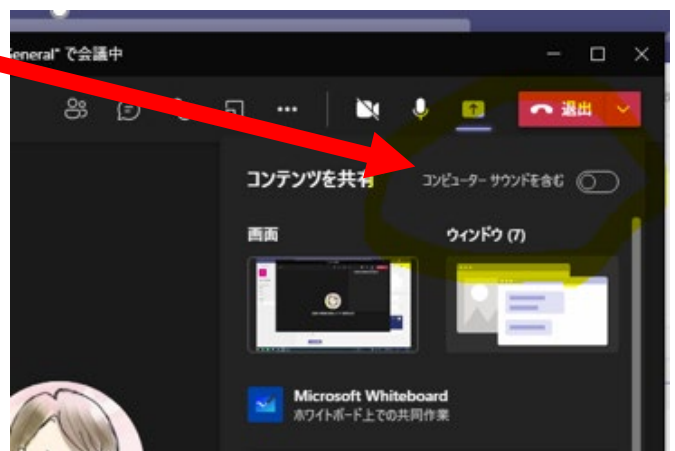 General" で会議中
退出
コンテンツを共有
コンピューター サウンドを含む
画面
ウィンドウ (7)
Microsoft Whiteboard
ホワイトボード上での共同作業